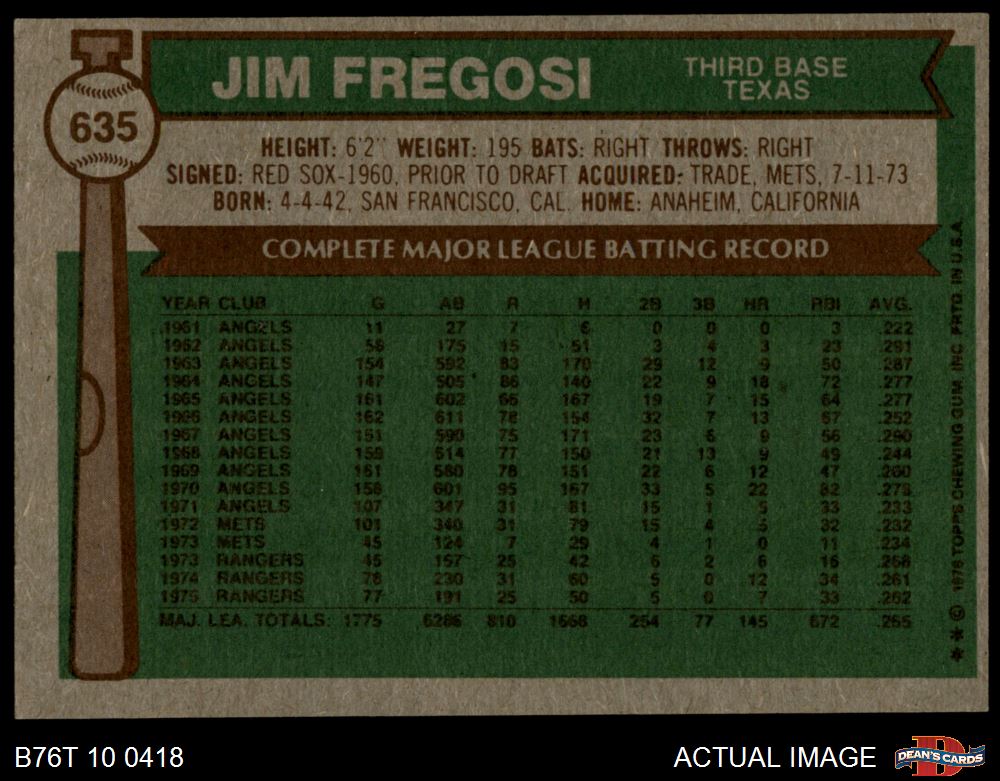 635
JIM FREGOSI
THIRD BASE
TEXAS
HEIGHT: 6'2" WEIGHT: 195 BATS: RIGHT THROWS: RIGHT
SIGNED: RED SOX-1960, PRIOR TO DRAFT ACQUIRED: TRADE, METS, 7-11-73
BORN: 4-4-42, SAN FRANCISCO, CAL. HOME: ANAHEIM, CALIFORNIA
COMPLETE MAJOR LEAGUE BATTING RECORD
YEAR CLUB G AB R H 2B 3B HR RBI AVG.
1961 ANGELS 11 27 7 6 0 0 0 3 .222
1962 ANGELS 58 175 15 51 3 4 3 23 .291
1963 ANGELS 154 592 83 170 29 12 9 50 .287
1964 ANGELS 147 505 86 140 22 9 18 72 .277
1965 ANGELS 161 602 66 167 19 7 15 64 .277
1966 ANGELS 162 611 78 154 32 7 13 67 .252
1967 ANGELS 151 590 75 171 23 6 9 56 .290
1968 ANGELS 159 614 77 150 21 13 9 49 .244
1969 ANGELS 161 580 78 151 22 6 12 47 .260
1970 ANGELS 158 601 95 167 33 5 22 82 .278
1971 ANGELS 107 347 31 81 15 1 5 33 .233
1972 METS 101 340 31 79 15 4 5 32 .232
1973 METS 45 124 7 29 4 1 0 11 .234
1973 RANGERS 45 157 25 42 6 2 6 16 .268
1974 RANGERS 78 230 31 60 5 0 12 34 .261
1975 RANGERS 77 191 25 50 5 0 7 33 .262
MAJ. LEA. TOTALS: 1775 6286 810 1668 254 77 145 672 .265
** © 1976 TOPPS CHEWING GUM, INC. PRTD. IN U.S.A.
B76T 10 0418
ACTUAL IMAGE
D
DEAN'S CARDS